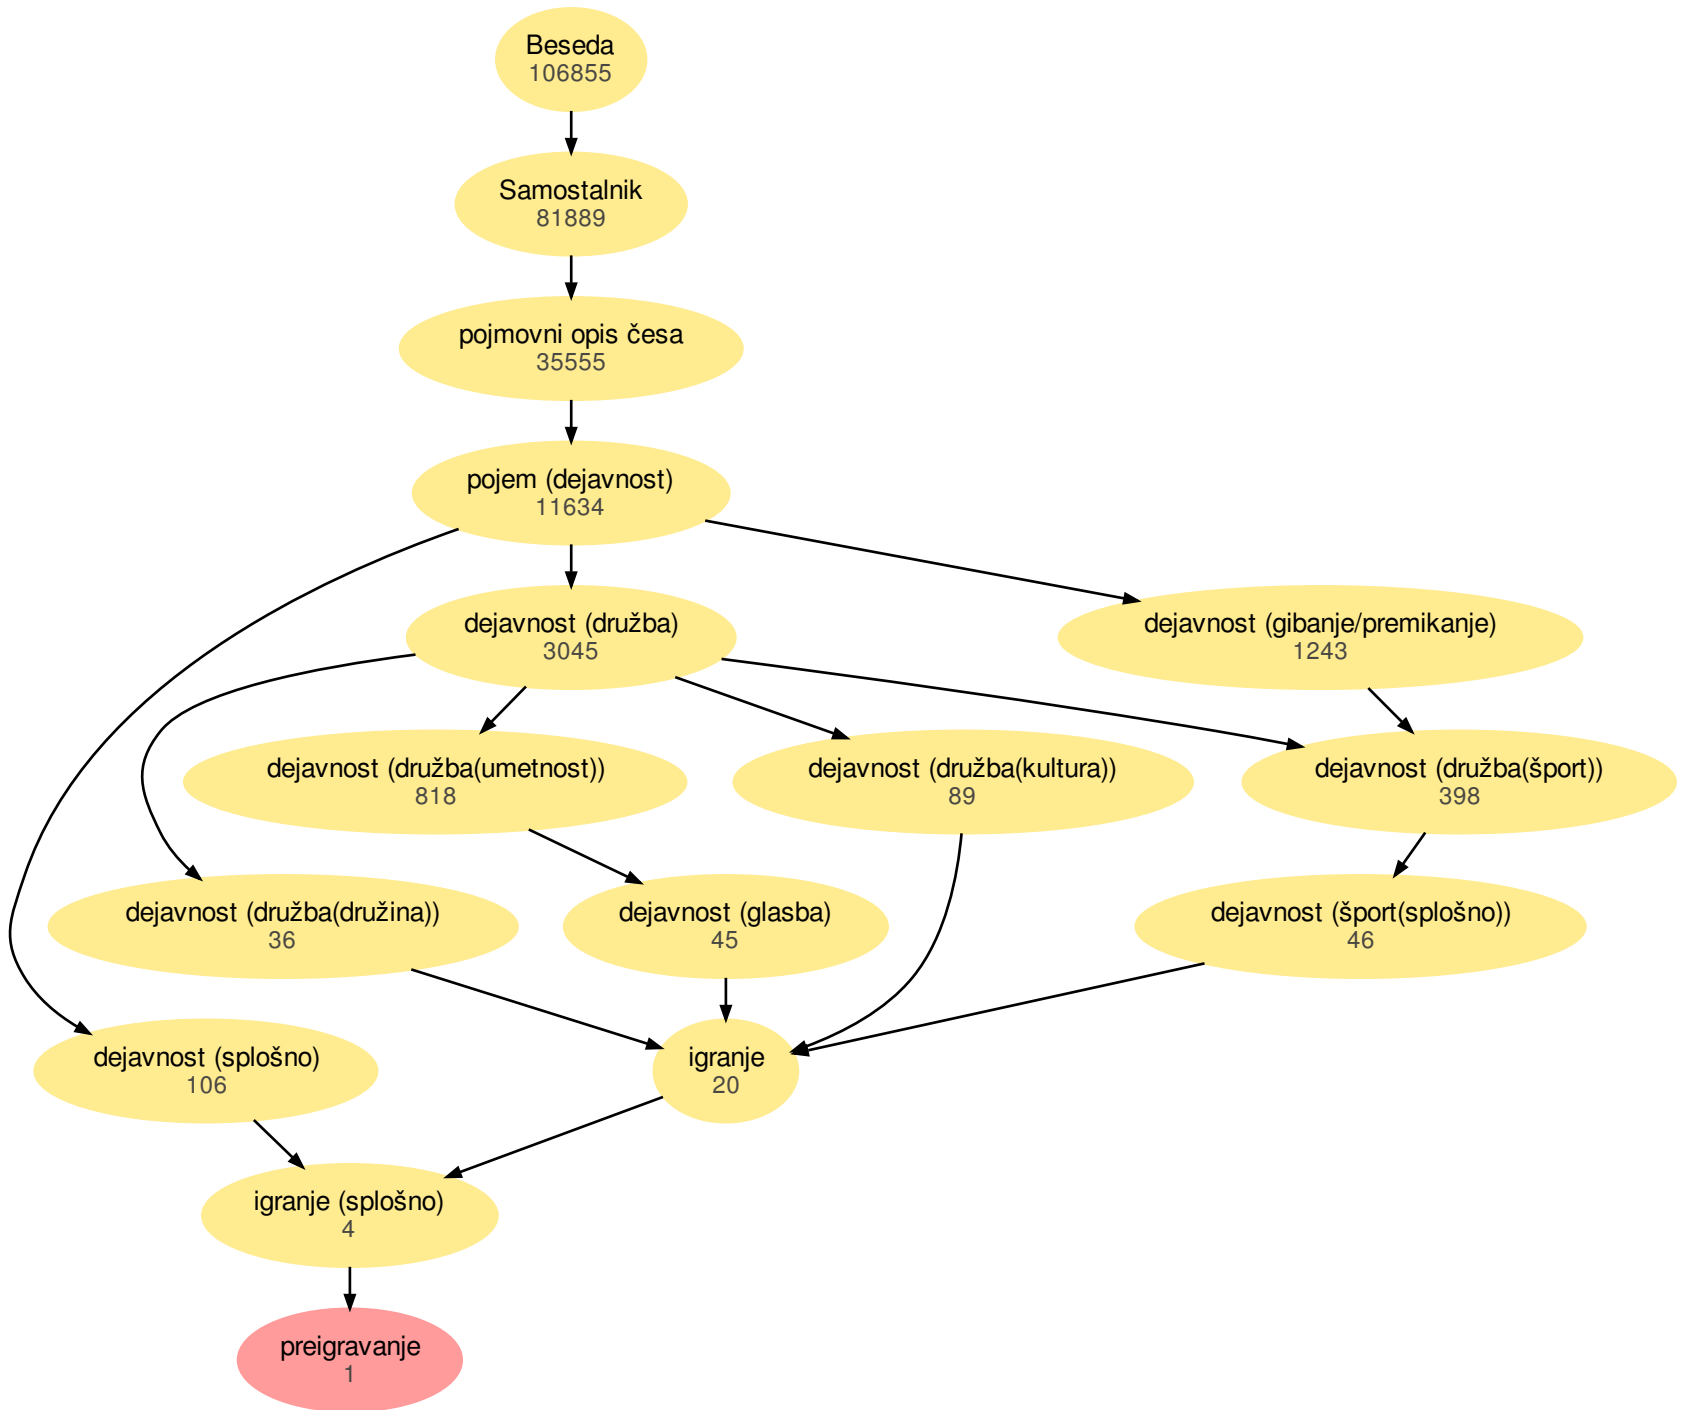 Beseda
106855
Samostalnik
81889
pojmovni opis česa
35555
pojem (dejavnost)
11634
dejavnost (družba)
3045
dejavnost (gibanje/premikanje)
1243
dejavnost (družba(umetnost))
818
dejavnost (družba(kultura))
89
dejavnost (družba(šport))
398
dejavnost (družba(družina))
36
dejavnost (glasba)
45
dejavnost (šport(splošno))
46
dejavnost (splošno)
106
igranje
20
igranje (splošno)
4
preigravanje
1